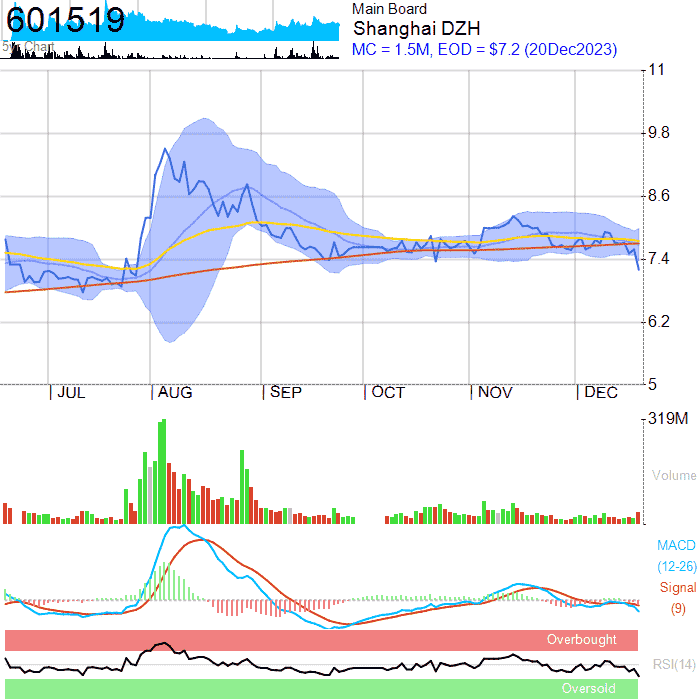 601519
5yr Chart
Main Board
Shanghai DZH
MC = 1.5M, EOD = $7.2 (20Dec2023)
11
9.8
8.6
7.4
6.2
5
JUL
AUG
SEP
OCT
NOV
DEC
319M
Volume
MACD
(12-26)
Signal
(9)
Overbought
RSI(14)
Oversold